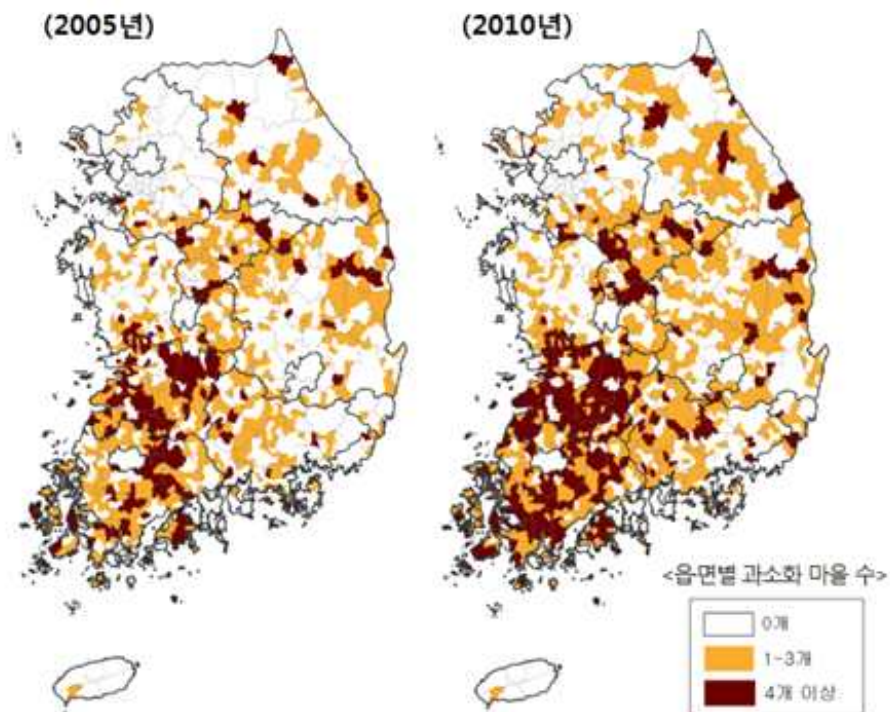 (2005년)
(2010년)
<읍·면별 과소화 마을 수>
0개
1-3개
4개 이상